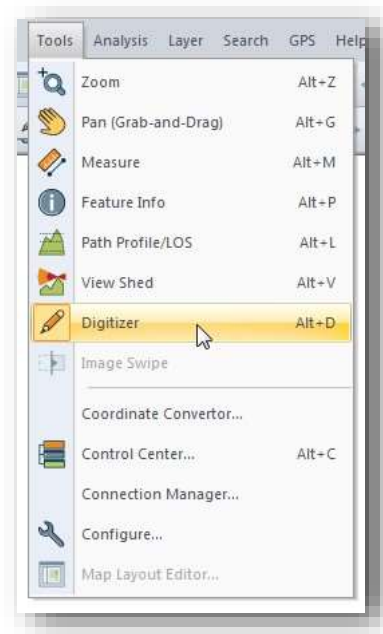 Tools Analysis Layer Search GPS Help
Zoom Alt+Z
Pan (Grab-and-Drag) Alt+G
Measure Alt+M
Feature Info Alt+P
Path Profile/LOS Alt+L
View Shed Alt+V
Digitizer Alt+D
Image Swipe
Coordinate Convertor...
Control Center... Alt+C
Connection Manager...
Configure...
Map Layout Editor...